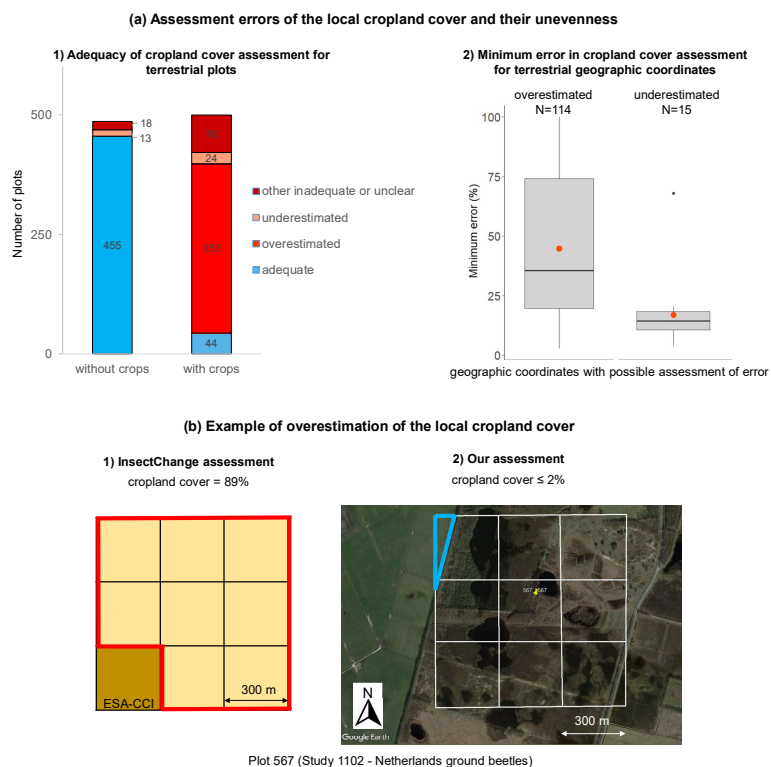 (a) Assessment errors of the local cropland cover and their unevenness
1) Adequacy of cropland cover assessment for
terrestrial plots
Number of plots
500
250
0
18
13
455
24
353
44
without crops
with crops
other inadequate or unclear
underestimated
overestimated
adequate
2) Minimum error in cropland cover assessment
for terrestrial geographic coordinates
overestimated
N=114
underestimated
N=15
Minimum error (%)
100
75
50
25
0
geographic coordinates with possible assessment of error
(b) Example of overestimation of the local cropland cover
1) InsectChange assessment
cropland cover = 89%
ESA-CCI
300 m
2) Our assessment
cropland cover ≤ 2%
567
567
N
Google Earth
300 m
Plot 567 (Study 1102 - Netherlands ground beetles)